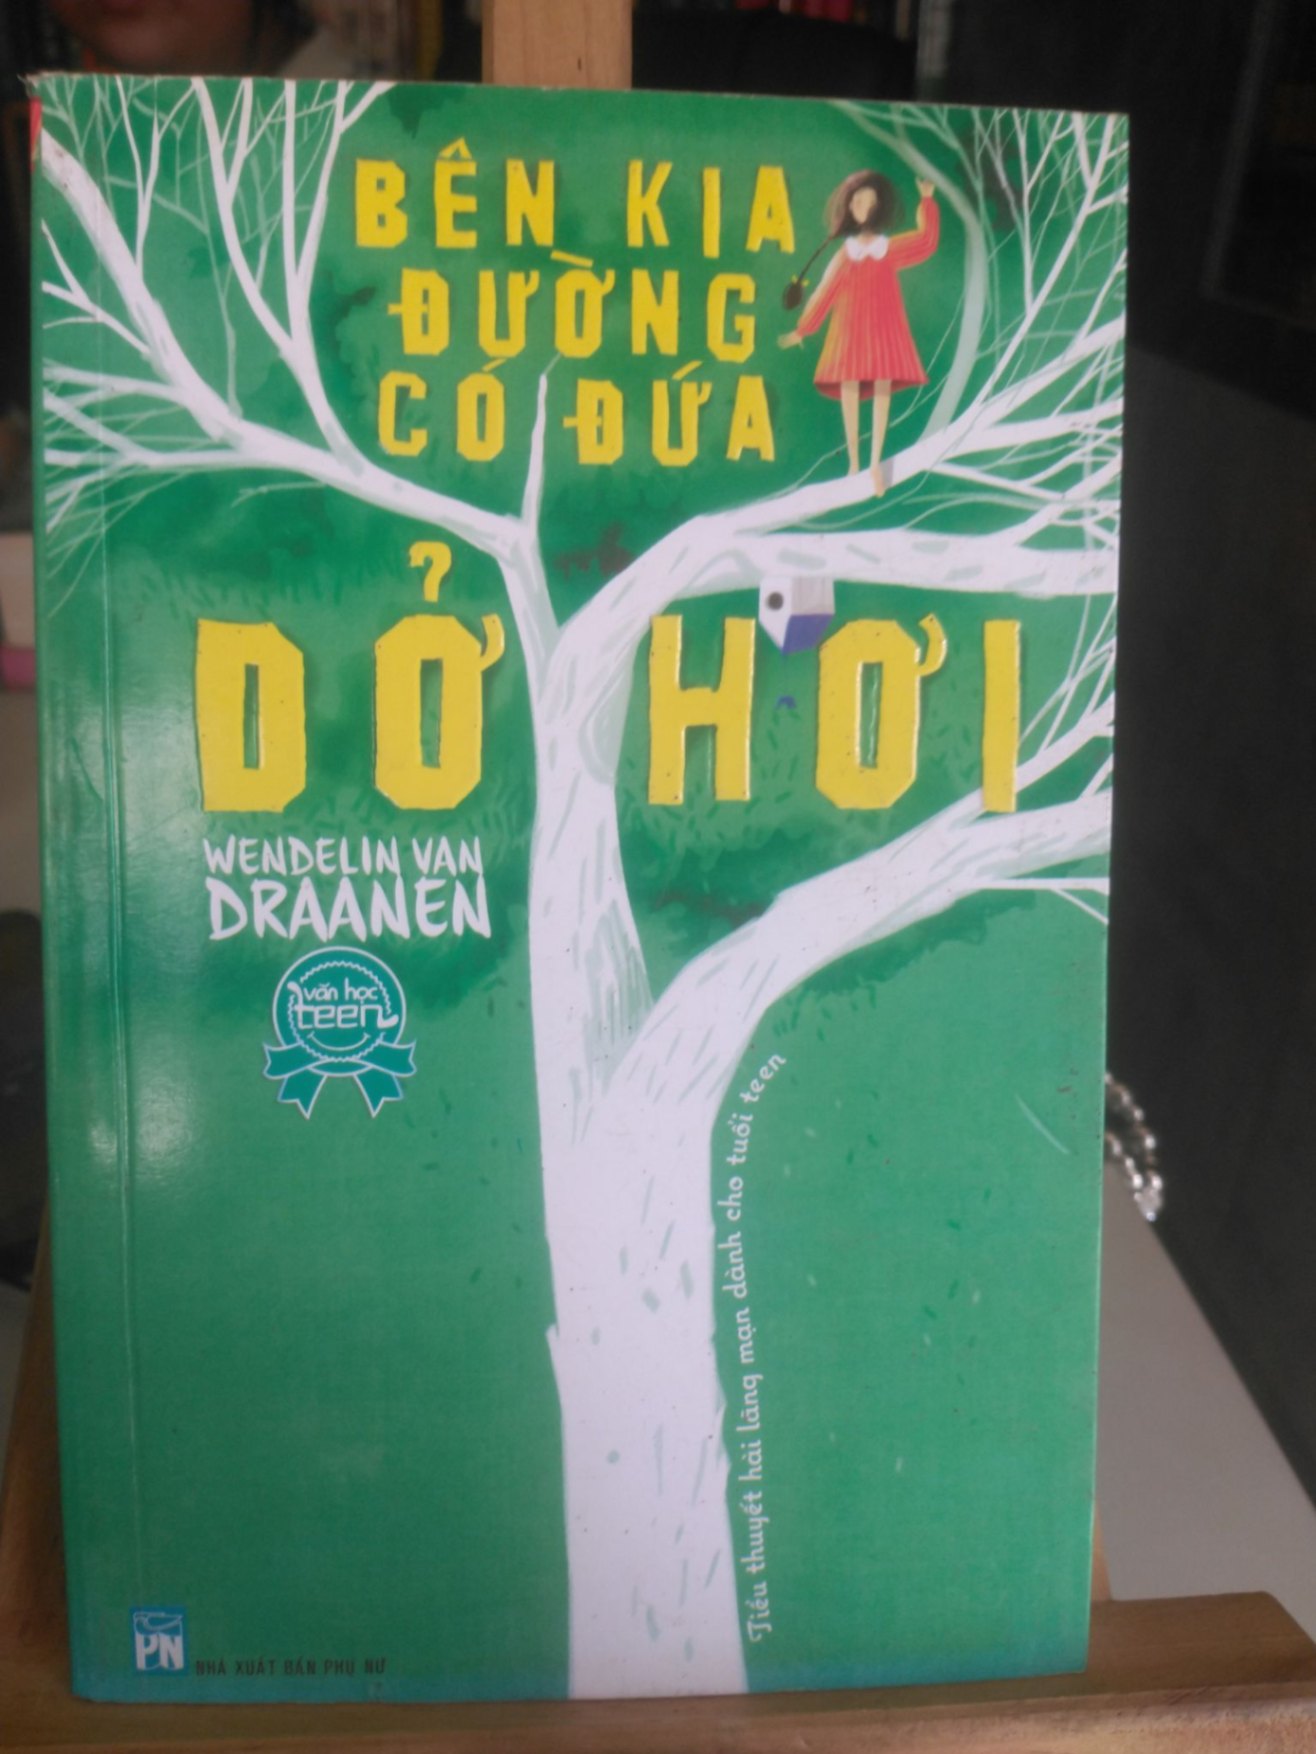 BÊN KIA
ĐƯỜNG
CÓ ĐỨA
DỞ HƠI
WENDELIN VAN
DRAANEN
văn học
teen
Tiểu thuyết hài lãng mạn dành cho tuổi teen
PN
NHÀ XUẤT BẢN PHỤ NỮ